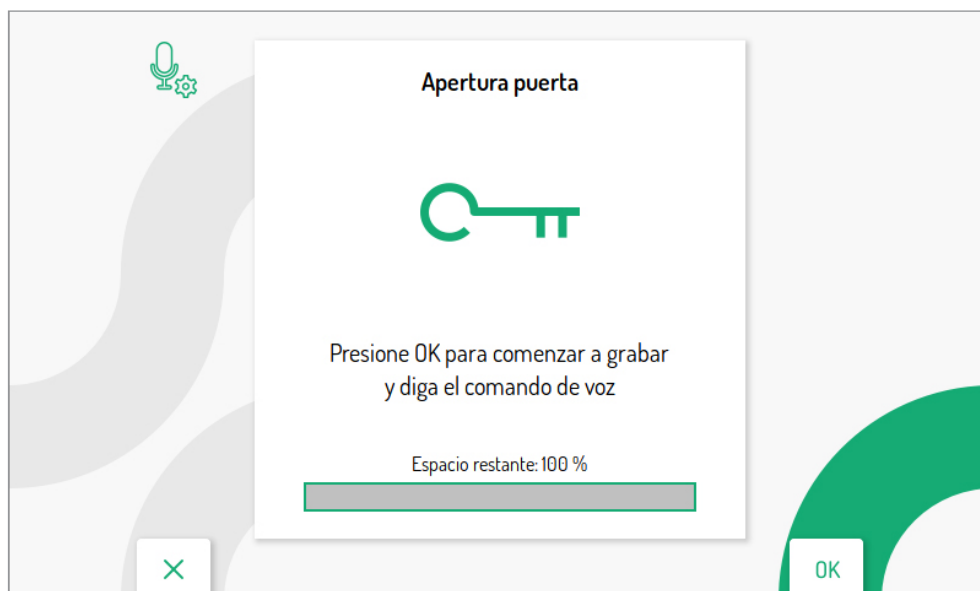 Apertura puerta
Presione OK para comenzar a grabar
y diga el comando de voz
Espacio restante: 100 %
OK